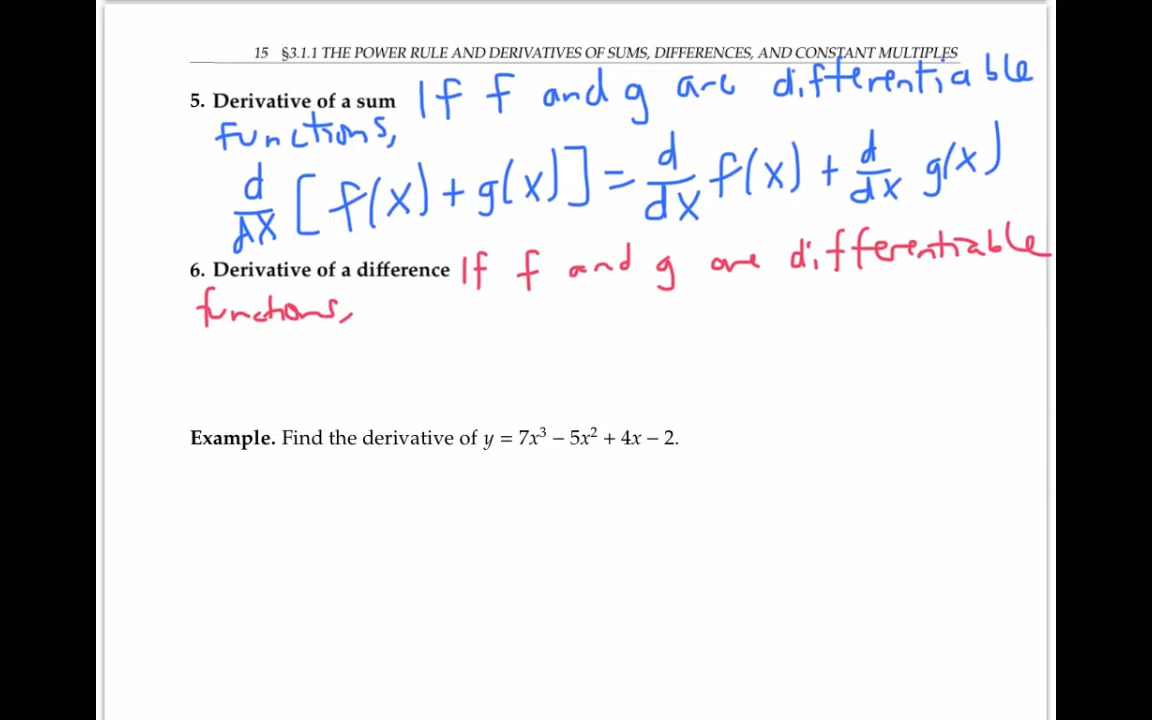 15 §3.1.1 THE POWER RULE AND DERIVATIVES OF SUMS, DIFFERENCES, AND CONSTANT MULTIPLES
5. Derivative of a sum If f and g are differentiable
functions,
d/dx [f(x) + g(x)] = d/dx f(x) + d/dx g(x)
6. Derivative of a difference If f and g are differentiable
functions,
Example. Find the derivative of y = 7x³ − 5x² + 4x − 2.